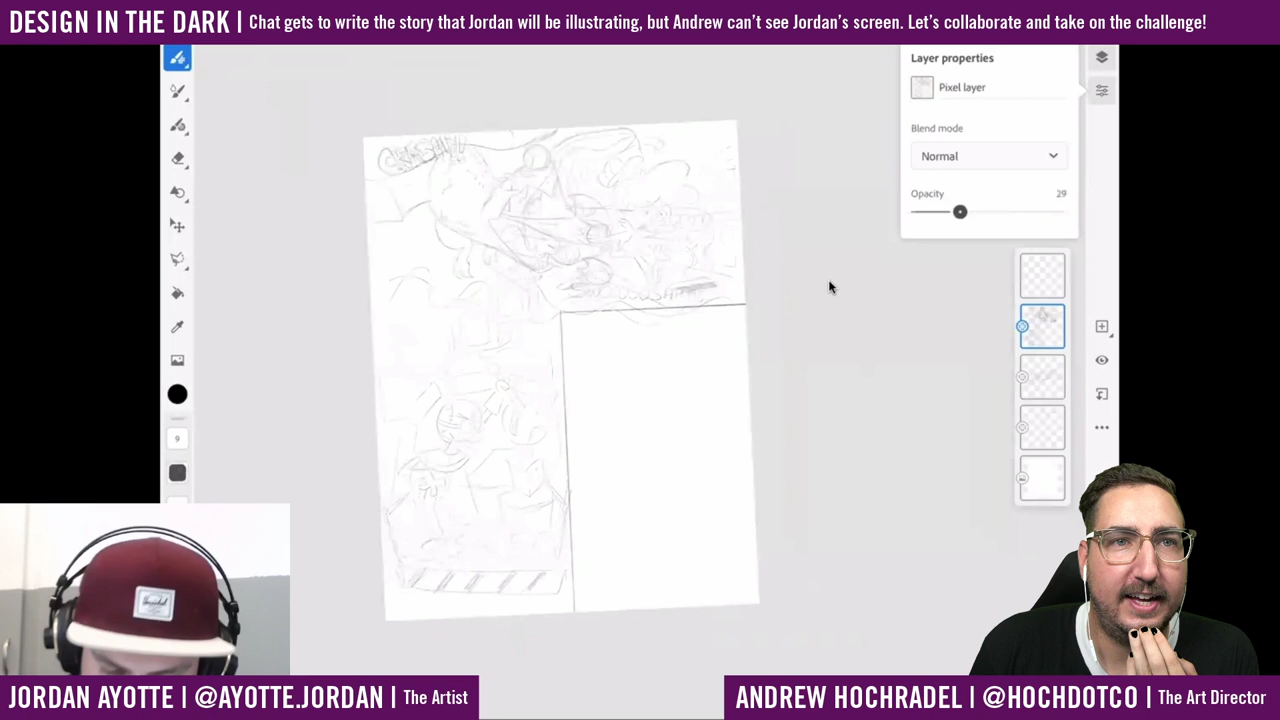 DESIGN IN THE DARK | Chat gets to write the story that Jordan will be illustrating, but Andrew can't see Jordan's screen. Let's collaborate and take on the challenge!
Layer properties
Pixel layer
Blend mode
Normal
Opacity 29
9
JORDAN AYOTTE | @AYOTTE.JORDAN | The Artist
ANDREW HOCHRADEL | @HOCHDOTCO | The Art Director